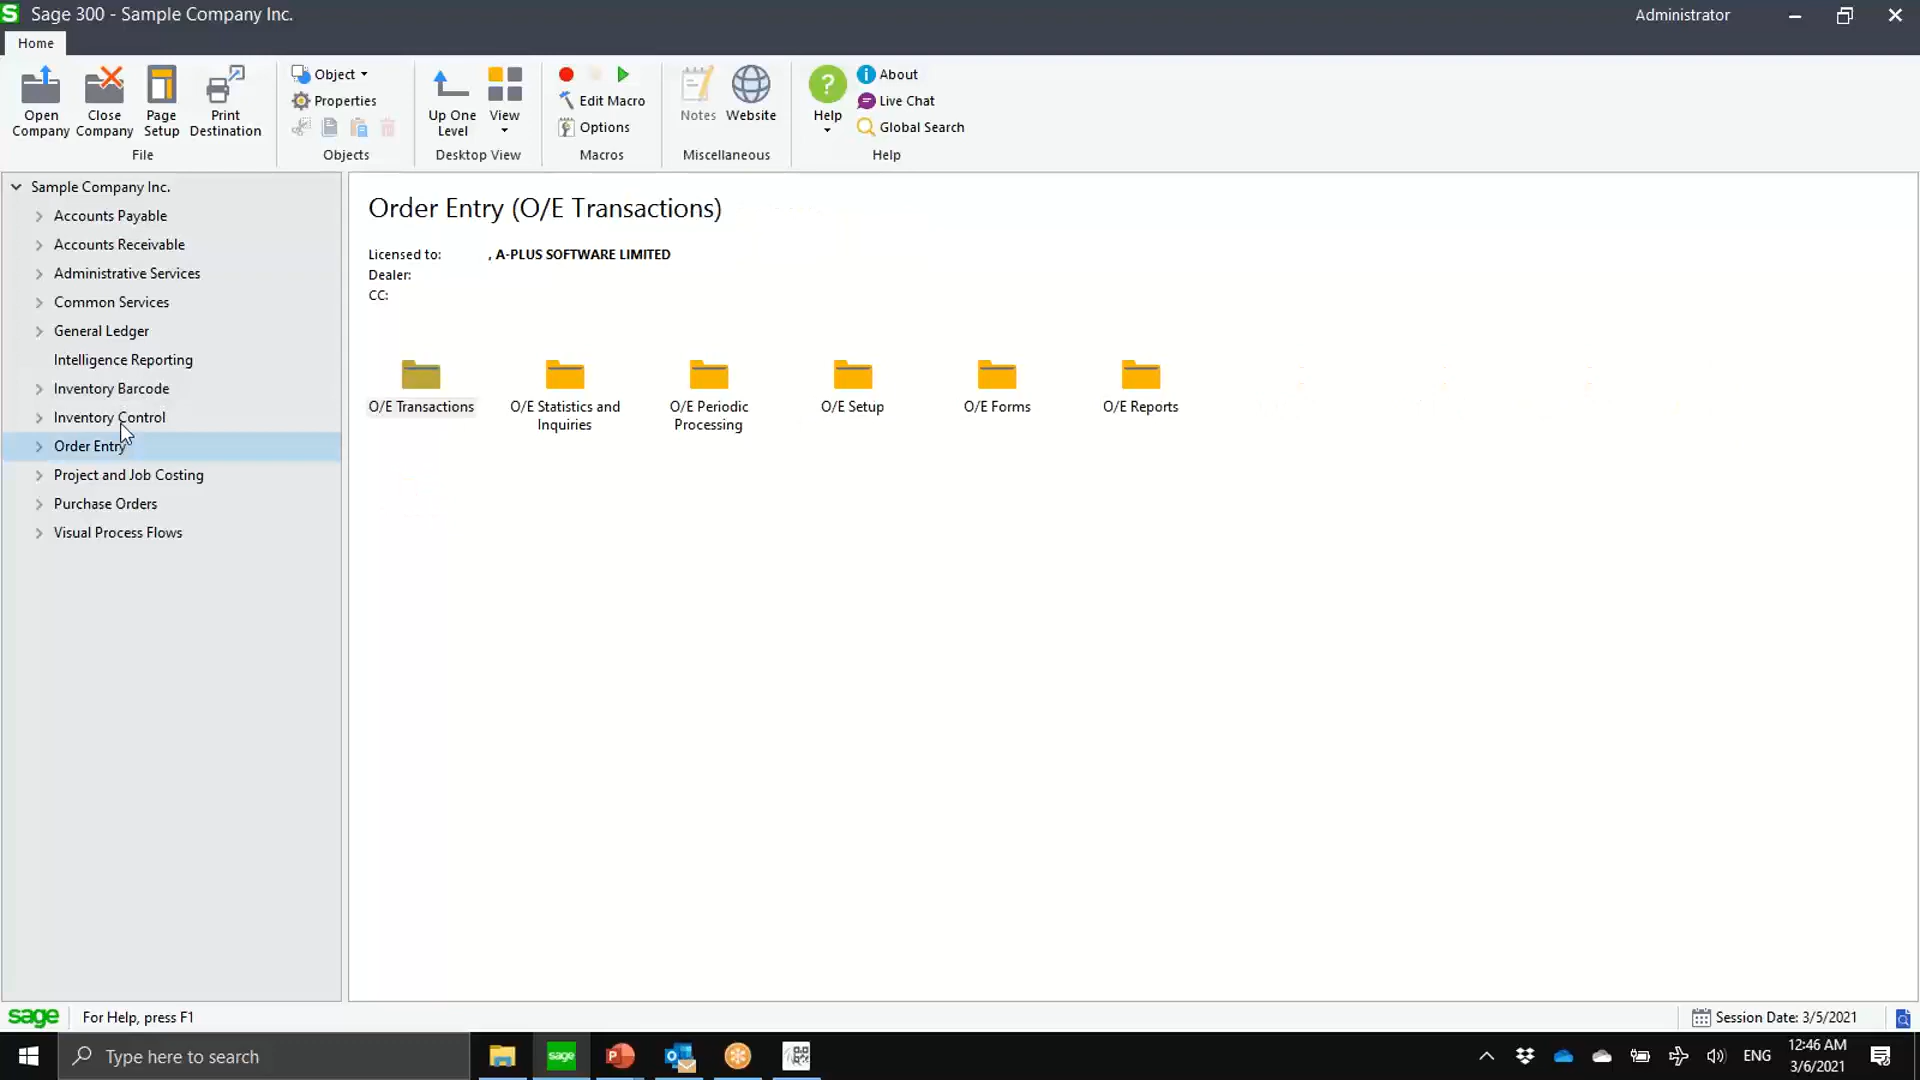 Sage 300 - Sample Company Inc.
Administrator
Home
Open Company
Close Company
Page Setup
Print Destination
File
Object
Properties
Objects
Up One Level
View
Desktop View
Edit Macro
Options
Macros
Notes
Website
Miscellaneous
Help
About
Live Chat
Global Search
Help
Sample Company Inc.
Accounts Payable
Accounts Receivable
Administrative Services
Common Services
General Ledger
Intelligence Reporting
Inventory Barcode
Inventory Control
Order Entry
Project and Job Costing
Purchase Orders
Visual Process Flows
Order Entry (O/E Transactions)
Licensed to: , A-PLUS SOFTWARE LIMITED
Dealer:
CC:
O/E Transactions
O/E Statistics and
Inquiries
O/E Periodic
Processing
O/E Setup
O/E Forms
O/E Reports
sage
For Help, press F1
Session Date: 3/5/2021
Type here to search
sage
ENG
12:46 AM
3/6/2021